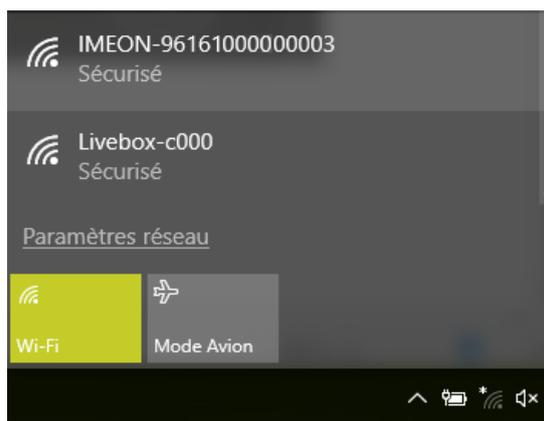 IMEON-96161000000003
Sécurisé
Livebox-c000
Sécurisé
Paramètres réseau
Wi-Fi
Mode Avion